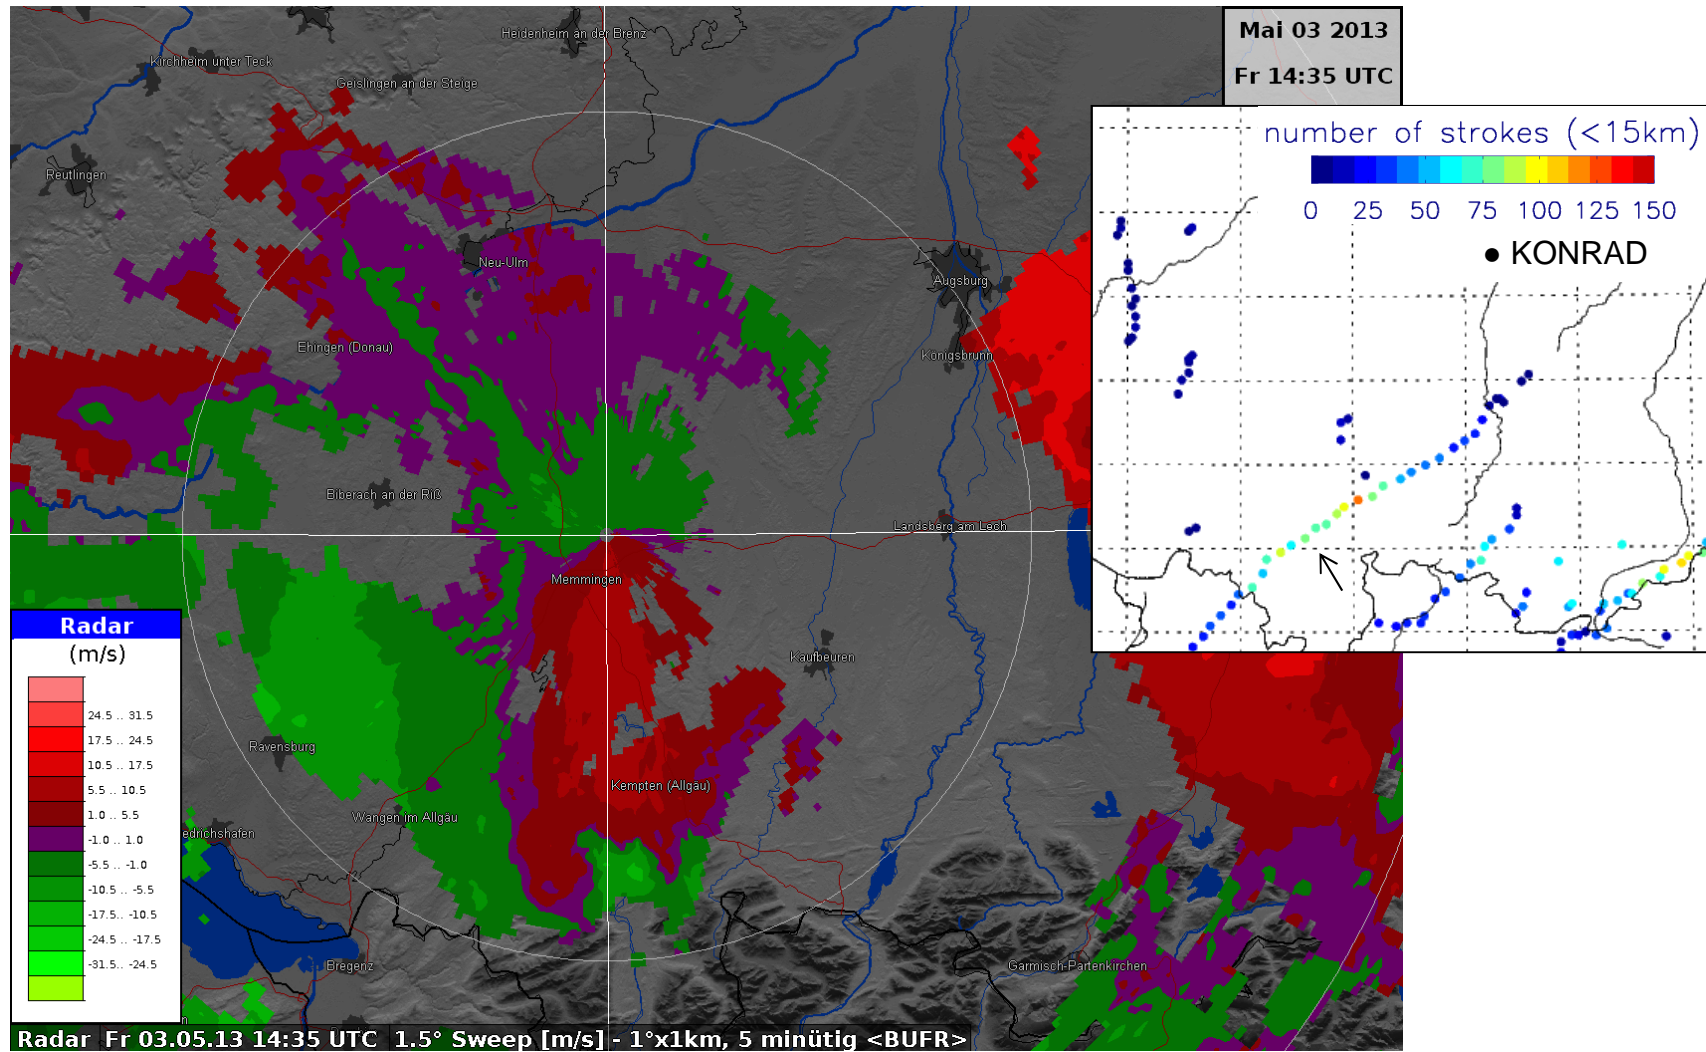 Mai 03 2013
Fr 14:35 UTC
number of strokes (<15km)
0 25 50 75 100 125 150
KONRAD
Heidenheim an der Brenz
Kirchheim unter Teck
Geislingen an der Steige
Reutlingen
Neu-Ulm
Augsburg
Ehingen (Donau)
Königsbrunn
Biberach an der Riß
Landsberg am Lech
Memmingen
Kaufbeuren
Ravensburg
Kempten (Allgäu)
Wangen im Allgäu
edrichshafen
Bregenz
Garmisch-Partenkirchen
n
Radar
(m/s)
24.5 .. 31.5
17.5 .. 24.5
10.5 .. 17.5
5.5 .. 10.5
1.0 .. 5.5
-1.0 .. 1.0
-5.5 .. -1.0
-10.5 .. -5.5
-17.5 .. -10.5
-24.5 .. -17.5
-31.5.. -24.5
Radar Fr 03.05.13 14:35 UTC 1.5° Sweep [m/s] - 1°x1km, 5 minütig <BUFR>